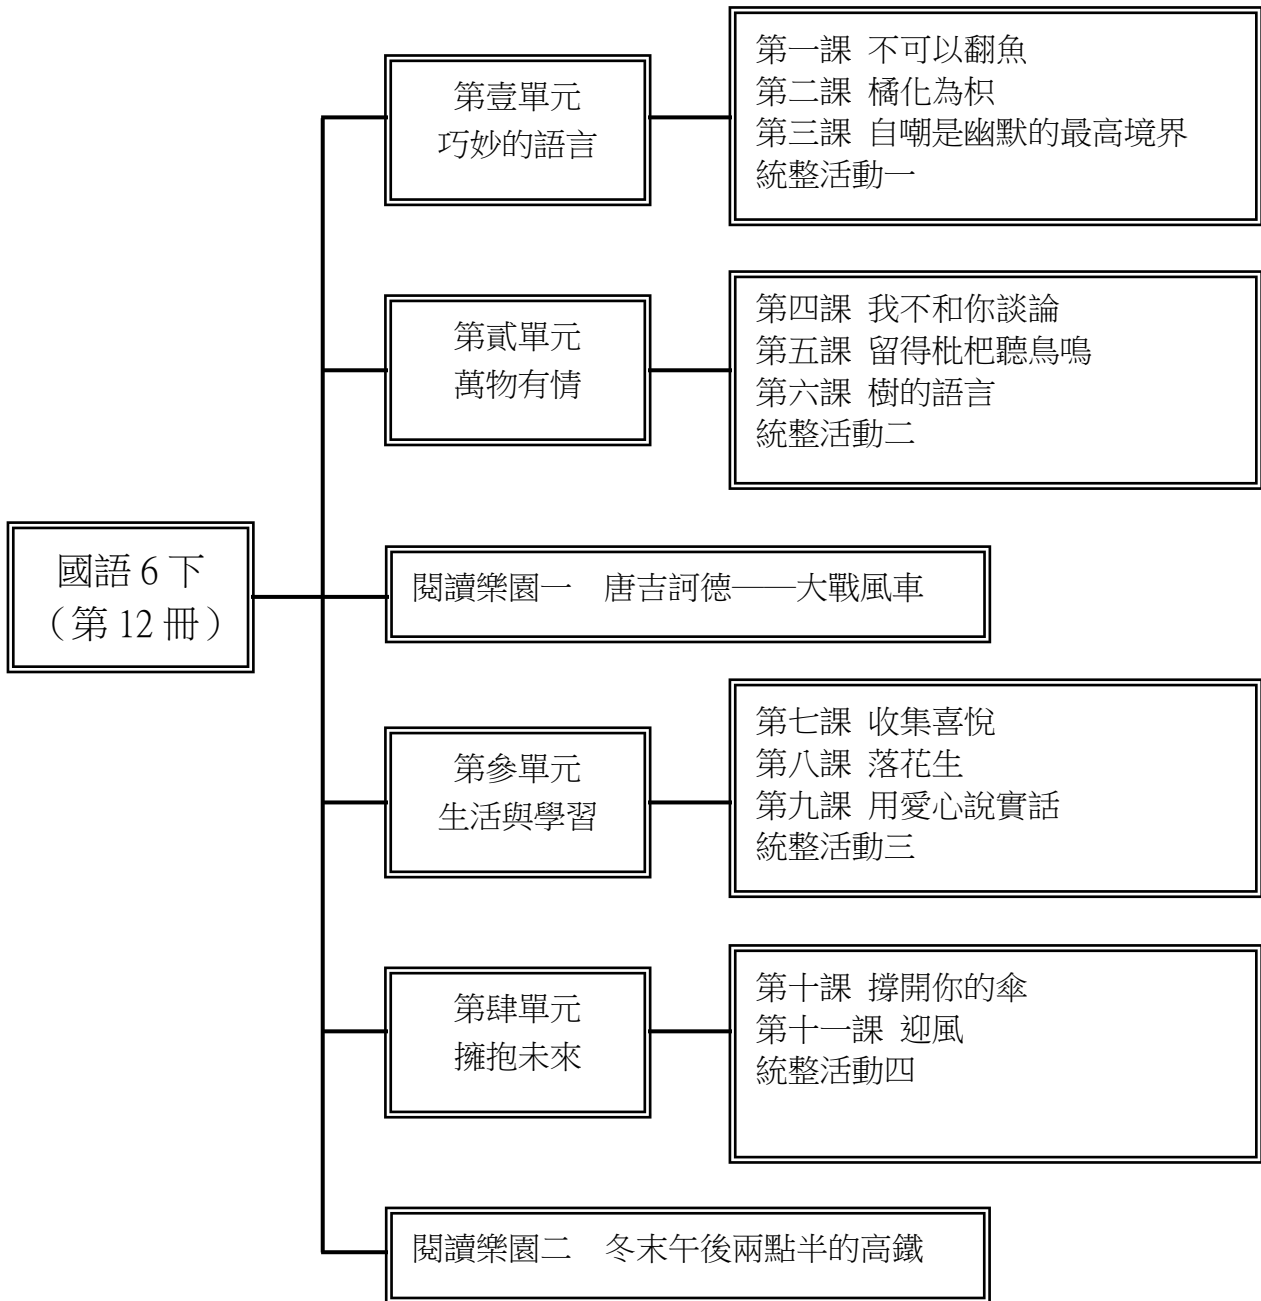 第壹單元
巧妙的語言
第一課 不可以翻魚
第二課 橘化為枳
第三課 自嘲是幽默的最高境界
統整活動一
第貳單元
萬物有情
第四課 我不和你談論
第五課 留得枇杷聽鳥鳴
第六課 樹的語言
統整活動二
國語 6 下
（第 12 冊）
閱讀樂園一　唐吉訶德——大戰風車
第參單元
生活與學習
第七課 收集喜悅
第八課 落花生
第九課 用愛心說實話
統整活動三
第肆單元
擁抱未來
第十課 撐開你的傘
第十一課 迎風
統整活動四
閱讀樂園二　冬末午後兩點半的高鐵